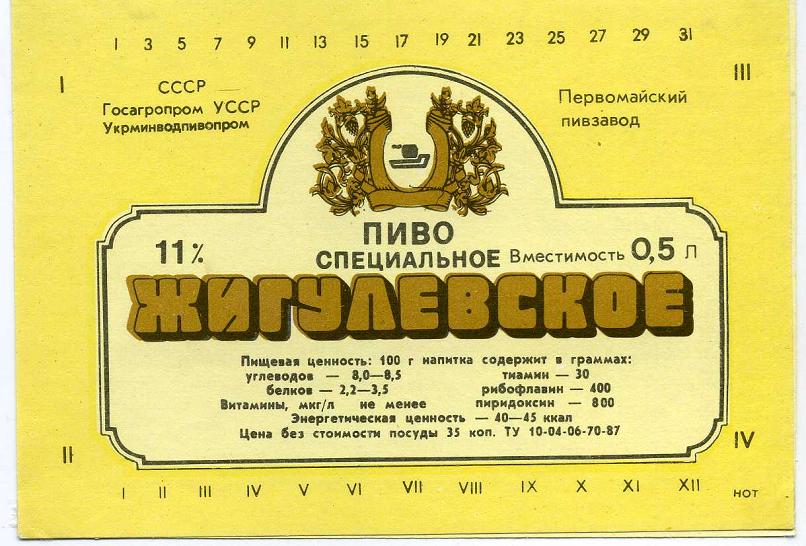 1 3 5 7 9 11 13 15 17 19 21 23 25 27 29 31
I
III
СССР
Госагропром УССР
Укрминводпивопром
Первомайский
пивзавод
ПИВО
СПЕЦИАЛЬНОЕ
11%
Вместимость 0,5 л
ЖИГУЛЕВСКОЕ
Пищевая ценность: 100 г напитка содержит в граммах:
углеводов — 8,0—8,5 тиамин — 30
белков — 2,2—3,5 рибофлавин — 400
Витамины, мкг/л не менее пиридоксин — 800
Энергетическая ценность — 40—45 ккал
Цена без стоимости посуды 35 коп. ТУ 10-04-06-70-87
II
IV
I II III IV V VI VII VIII IX X XI XII
НОТ